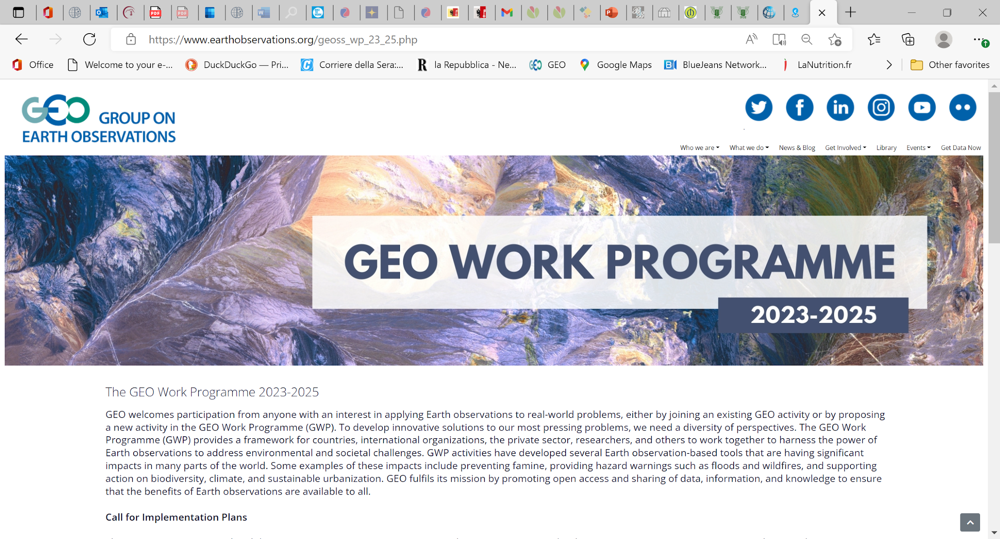 https://www.earthobservations.org/geoss_wp_23_25.php
Office
Welcome to your e-...
DuckDuckGo — Pri...
Corriere della Sera:...
la Repubblica - Ne...
GEO
Google Maps
BlueJeans Network...
LaNutrition.fr
Other favorites
GEO GROUP ON
EARTH OBSERVATIONS
Who we are
What we do
News & Blog
Get Involved
Library
Events
Get Data Now
GEO WORK PROGRAMME
2023-2025
The GEO Work Programme 2023-2025
GEO welcomes participation from anyone with an interest in applying Earth observations to real-world problems, either by joining an existing GEO activity or by proposing
a new activity in the GEO Work Programme (GWP). To develop innovative solutions to our most pressing problems, we need a diversity of perspectives. The GEO Work
Programme (GWP) provides a framework for countries, international organizations, the private sector, researchers, and others to work together to harness the power of
Earth observations to address environmental and societal challenges. GWP activities have developed several Earth observation-based tools that are having significant
impacts in many parts of the world. Some examples of these impacts include preventing famine, providing hazard warnings such as floods and wildfires, and supporting
action on biodiversity, climate, and sustainable urbanization. GEO fulfils its mission by promoting open access and sharing of data, information, and knowledge to ensure
that the benefits of Earth observations are available to all.
Call for Implementation Plans